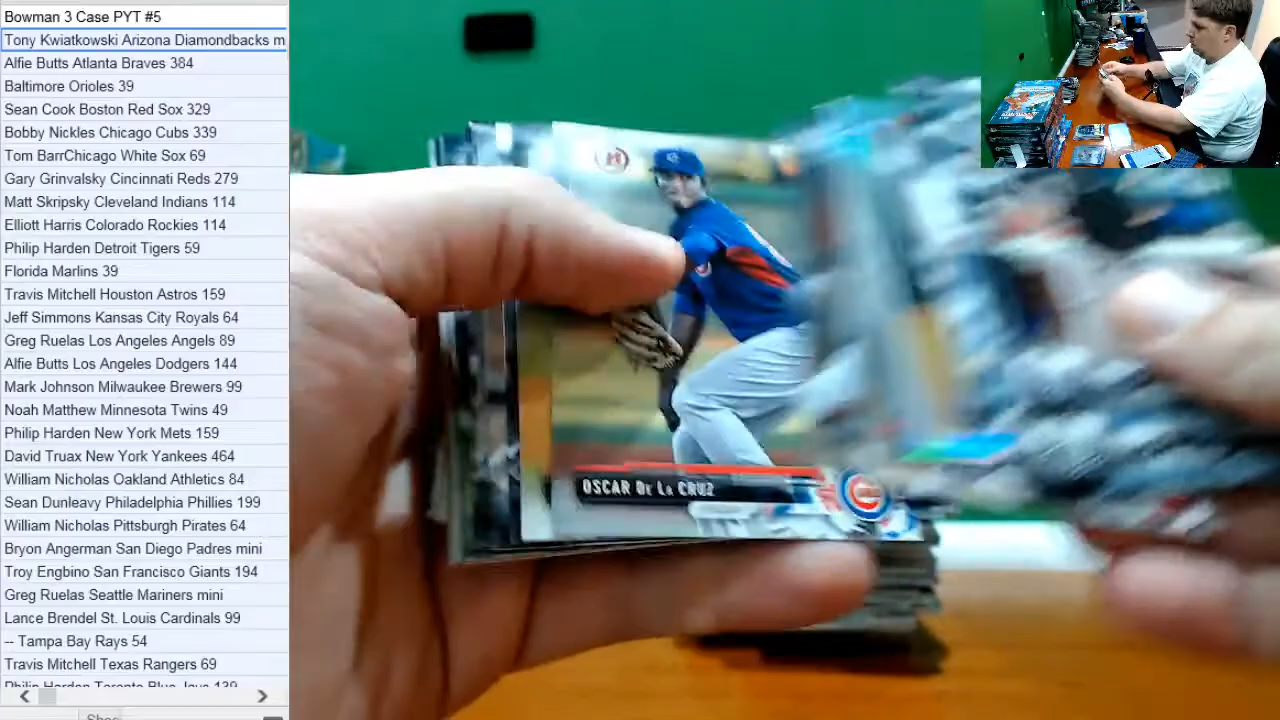 Bowman 3 Case PYT #5
Tony Kwiatkowski Arizona Diamondbacks m
Alfie Butts Atlanta Braves 384
Baltimore Orioles 39
Sean Cook Boston Red Sox 329
Bobby Nickles Chicago Cubs 339
Tom BarrChicago White Sox 69
Gary Grinvalsky Cincinnati Reds 279
Matt Skripsky Cleveland Indians 114
Elliott Harris Colorado Rockies 114
Philip Harden Detroit Tigers 59
Florida Marlins 39
Travis Mitchell Houston Astros 159
Jeff Simmons Kansas City Royals 64
Greg Ruelas Los Angeles Angels 89
Alfie Butts Los Angeles Dodgers 144
Mark Johnson Milwaukee Brewers 99
Noah Matthew Minnesota Twins 49
Philip Harden New York Mets 159
David Truax New York Yankees 464
William Nicholas Oakland Athletics 84
Sean Dunleavy Philadelphia Phillies 199
William Nicholas Pittsburgh Pirates 64
Bryon Angerman San Diego Padres mini
Troy Engbino San Francisco Giants 194
Greg Ruelas Seattle Mariners mini
Lance Brendel St. Louis Cardinals 99
-- Tampa Bay Rays 54
Travis Mitchell Texas Rangers 69
Philip Harden Toronto Blue Jays 139
OSCAR DE LA CRUZ